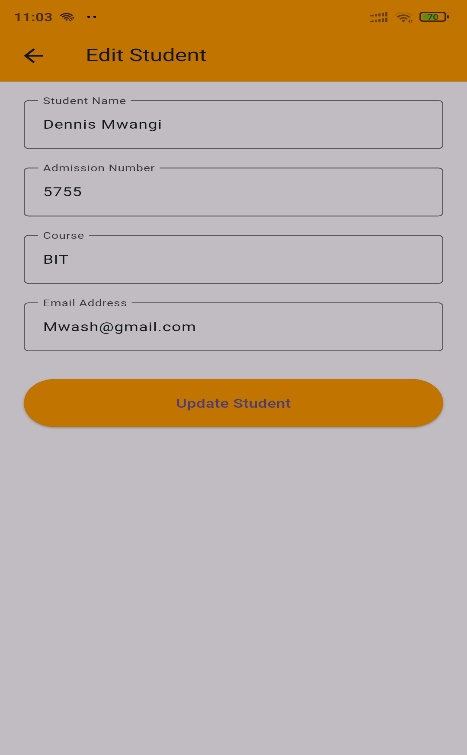 11:03
70
Edit Student
Student Name
Dennis Mwangi
Admission Number
5755
Course
BIT
Email Address
Mwash@gmail.com
Update Student